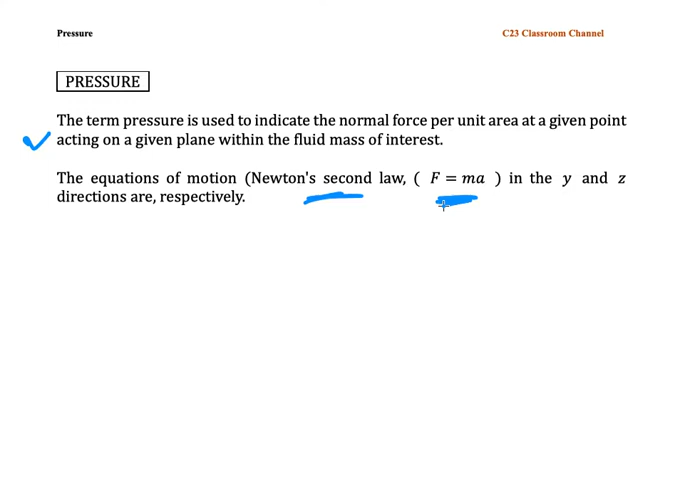 Pressure C23 Classroom Channel
PRESSURE
The term pressure is used to indicate the normal force per unit area at a given point
acting on a given plane within the fluid mass of interest.
The equations of motion (Newton's second law, ( F = ma ) in the y and z
directions are, respectively.